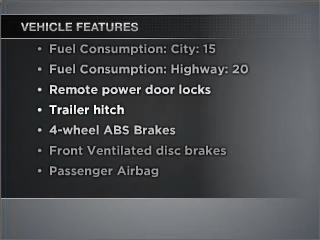 VEHICLE FEATURES
• Fuel Consumption: City: 15
• Fuel Consumption: Highway: 20
• Remote power door locks
• Trailer hitch
• 4-wheel ABS Brakes
• Front Ventilated disc brakes
• Passenger Airbag